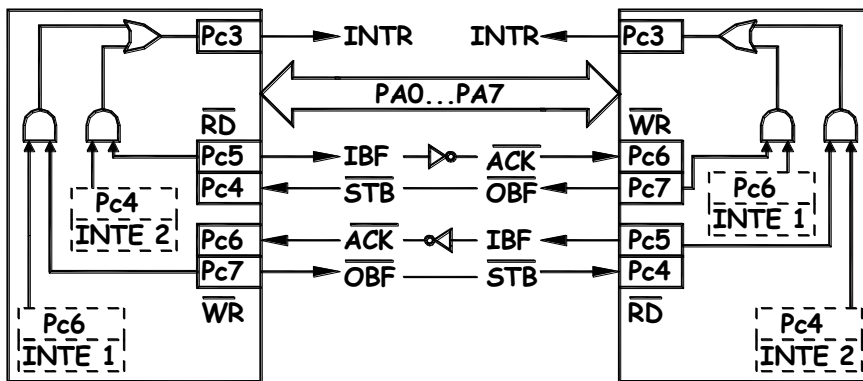 Pc3 INTR INTR Pc3
PA0...PA7
RD WR
Pc5 IBF ACK Pc6
Pc4 STB OBF Pc7
Pc4 Pc6
INTE 2 INTE 1
Pc6 ACK IBF Pc5
Pc7 OBF STB Pc4
WR RD
Pc6 Pc4
INTE 1 INTE 2